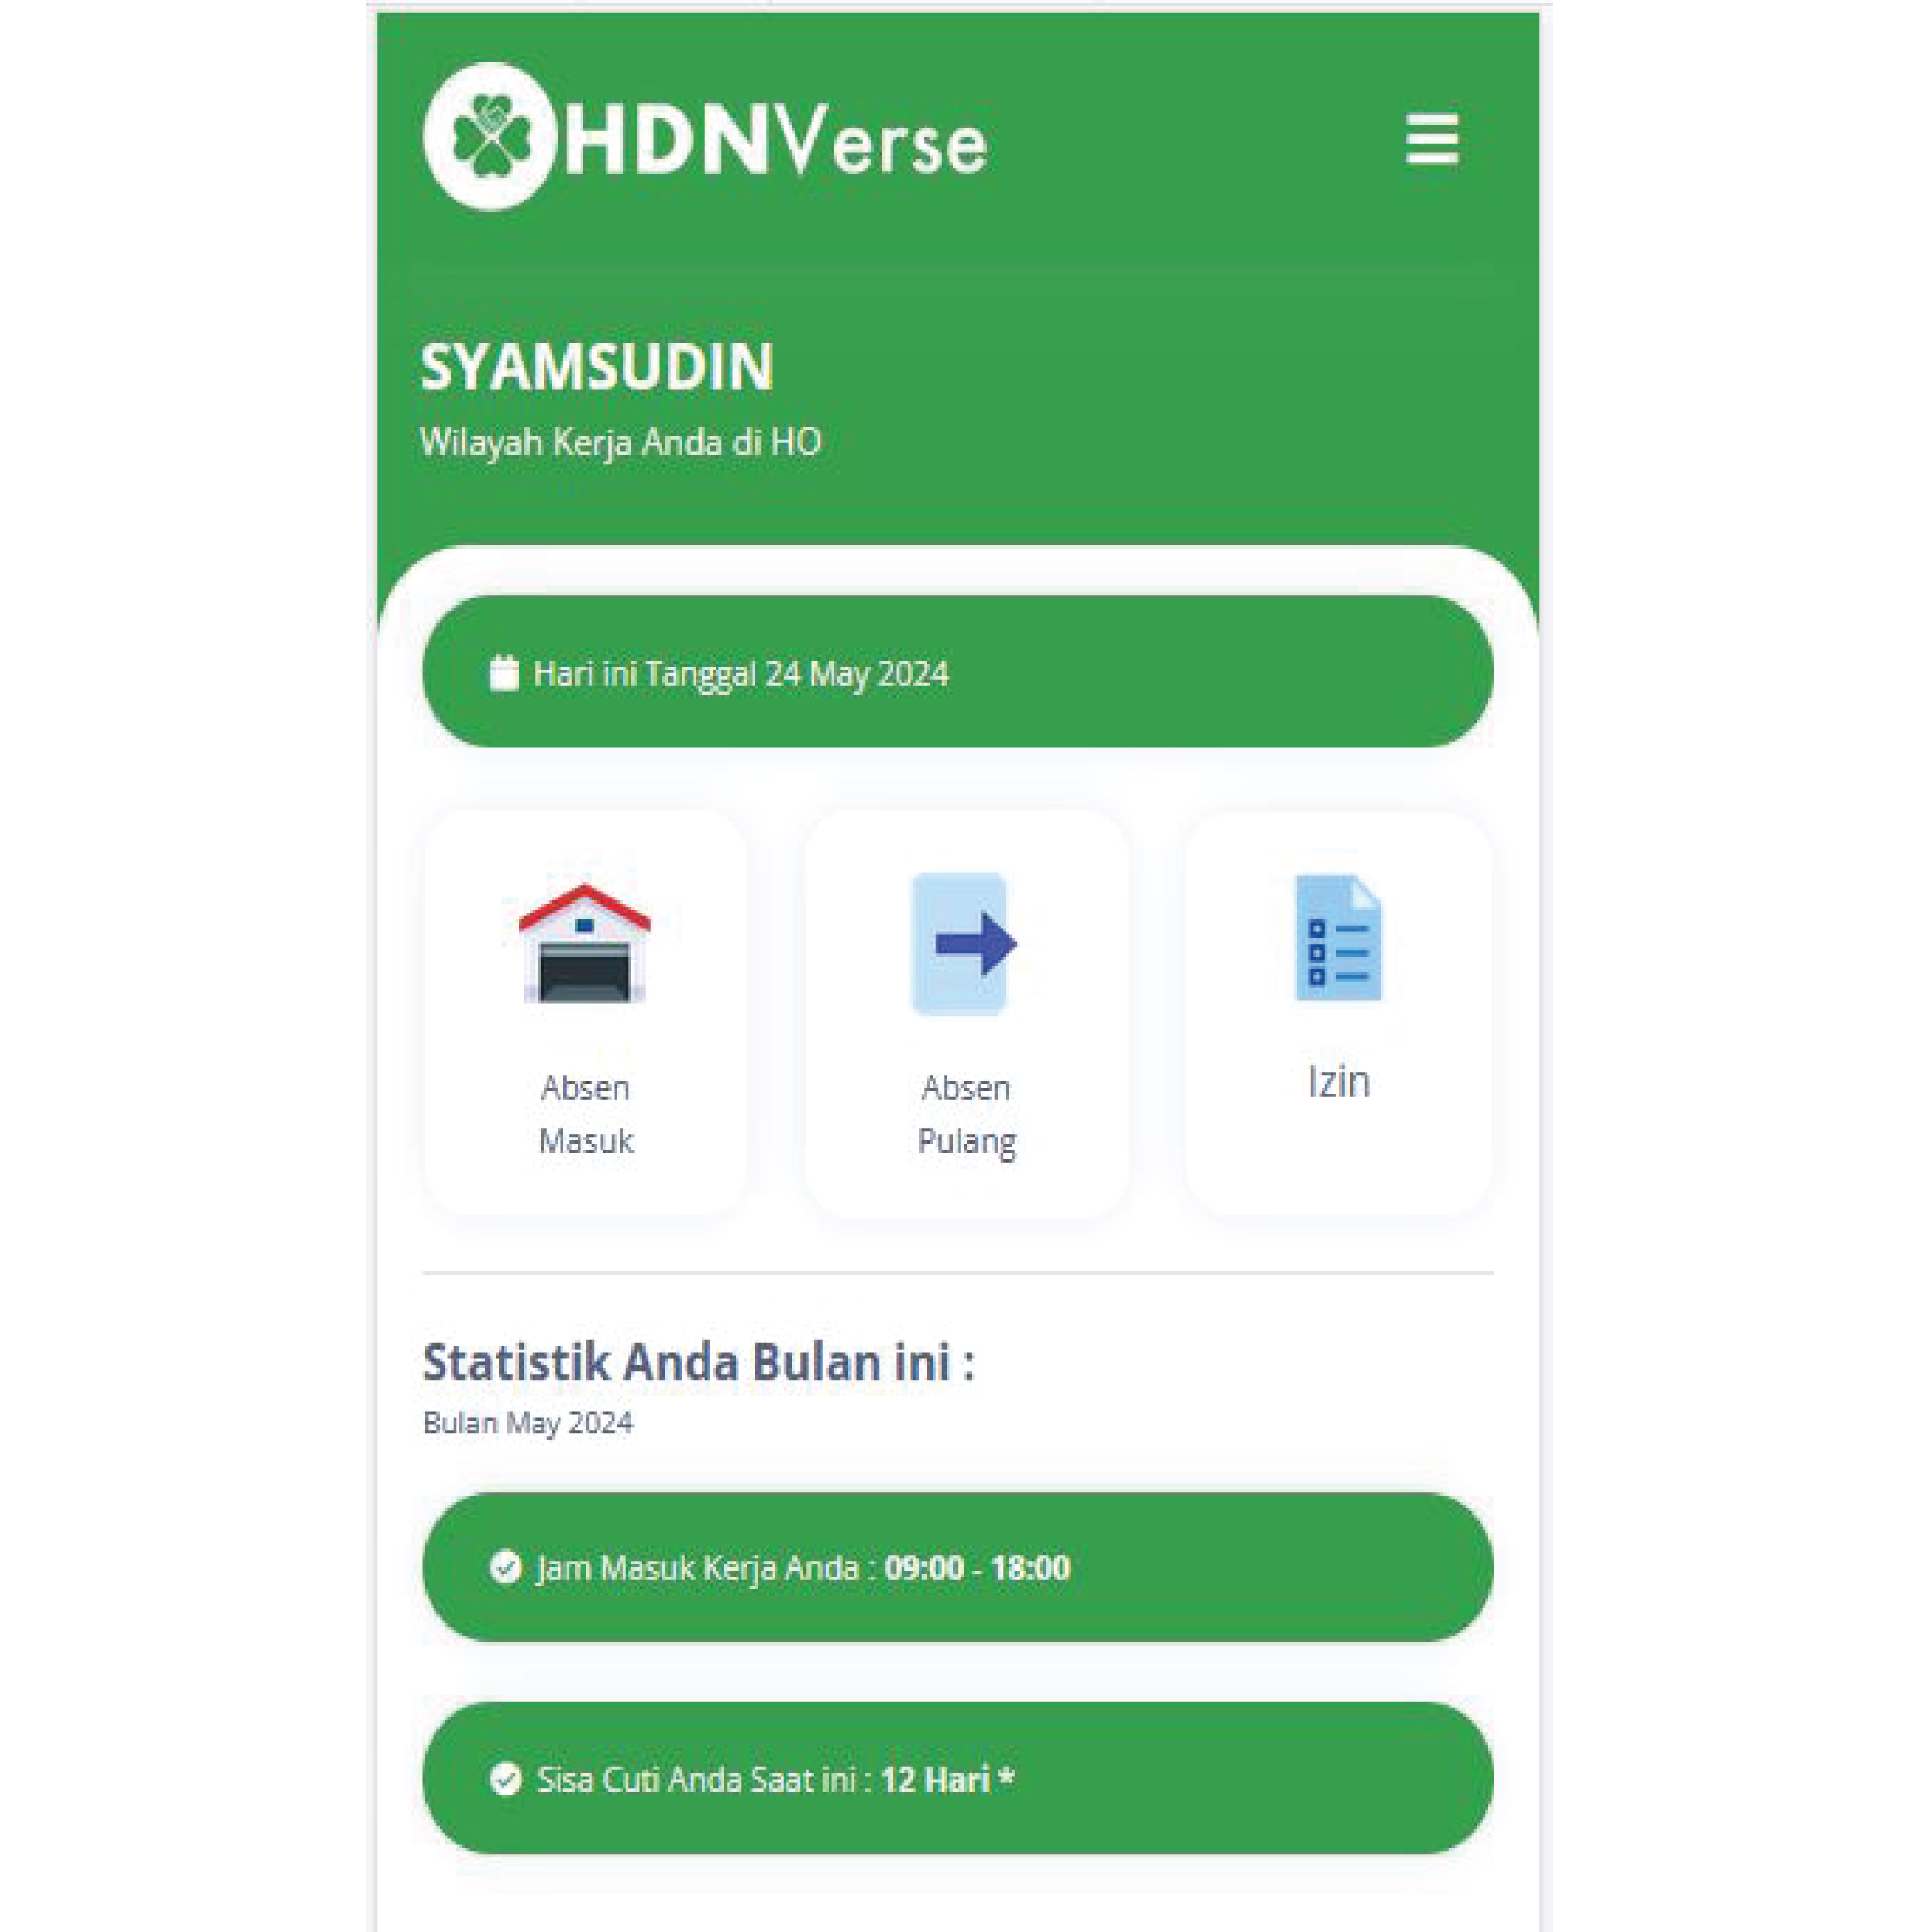 HDNVerse
SYAMSUDIN
Wilayah Kerja Anda di HO
Hari ini Tanggal 24 May 2024
Absen
Masuk
Absen
Pulang
Izin
Statistik Anda Bulan ini :
Bulan May 2024
Jam Masuk Kerja Anda : 09:00 - 18:00
Sisa Cuti Anda Saat ini : 12 Hari *